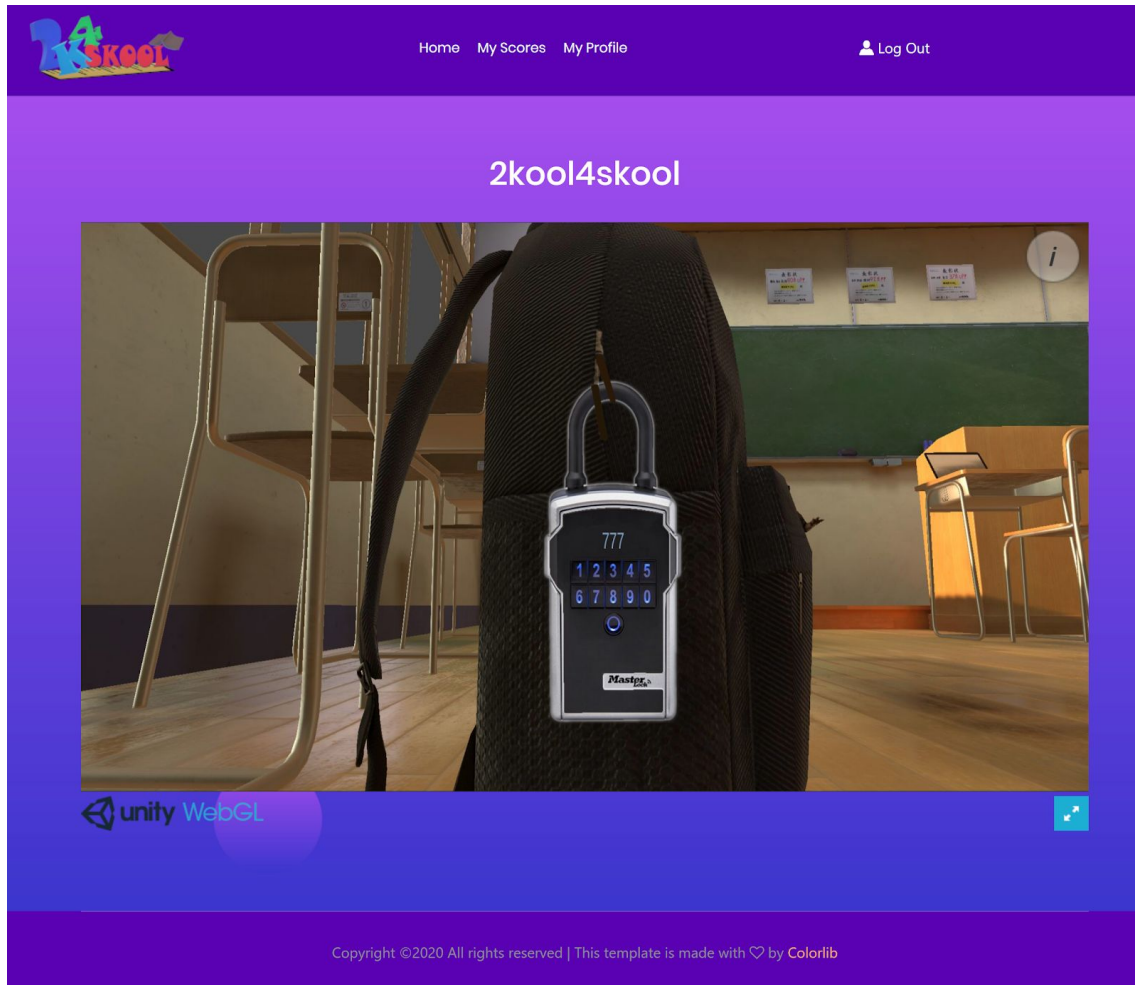 2K4SKOOL
Home My Scores My Profile Log Out
2kool4skool
i
777
1 2 3 4 5
6 7 8 9 0
Master
Lock
unity WebGL
Copyright ©2020 All rights reserved | This template is made with ♡ by Colorlib